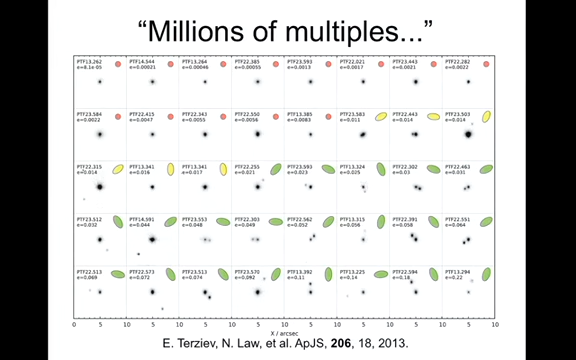 “Millions of multiples...”
PTF13.262 PTF14.544 PTF13.264 PTF22.385 PTF23.593 PTF22.021 PTF23.443 PTF22.282
e=8.1e-05 e=0.00021 e=0.00046 e=0.00055 e=0.0013 e=0.0017 e=0.0021 e=0.0022
PTF23.584 PTF22.415 PTF22.343 PTF22.550 PTF13.385 PTF23.583 PTF22.443 PTF23.503
e=0.0022 e=0.0047 e=0.0055 e=0.0056 e=0.0083 e=0.011 e=0.014 e=0.014
PTF22.315 PTF13.341 PTF13.341 PTF22.255 PTF23.593 PTF13.324 PTF22.302 PTF22.463
e=0.014 e=0.016 e=0.017 e=0.021 e=0.023 e=0.025 e=0.03 e=0.031
PTF23.512 PTF14.591 PTF23.553 PTF22.303 PTF22.562 PTF13.315 PTF22.391 PTF22.551
e=0.032 e=0.044 e=0.048 e=0.049 e=0.052 e=0.056 e=0.058 e=0.064
PTF22.513 PTF22.573 PTF23.513 PTF23.570 PTF13.392 PTF13.225 PTF22.594 PTF13.294
e=0.069 e=0.072 e=0.074 e=0.092 e=0.11 e=0.14 e=0.18 e=0.22
0 5 10 5 10 5 10 5 10 5 10 5 10 5 10 5 10
X / arcsec
E. Terziev, N. Law, et al. ApJS, 206, 18, 2013.